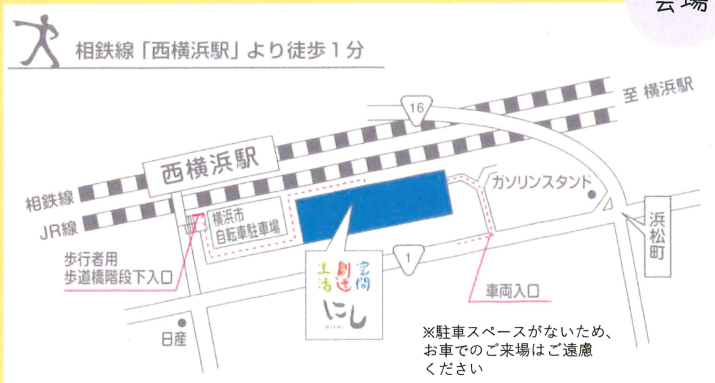 会場
相鉄線「西横浜駅」より徒歩1分
16
至 横浜駅
西横浜駅
相鉄線
JR線
横浜市
自転車駐車場
ガソリンスタンド
浜松町
歩行者用
歩道橋階段下入口
1
生活
創造
空間
にし
NISHI
車両入口
日産
※駐車スペースがないため、
お車でのご来場はご遠慮
ください